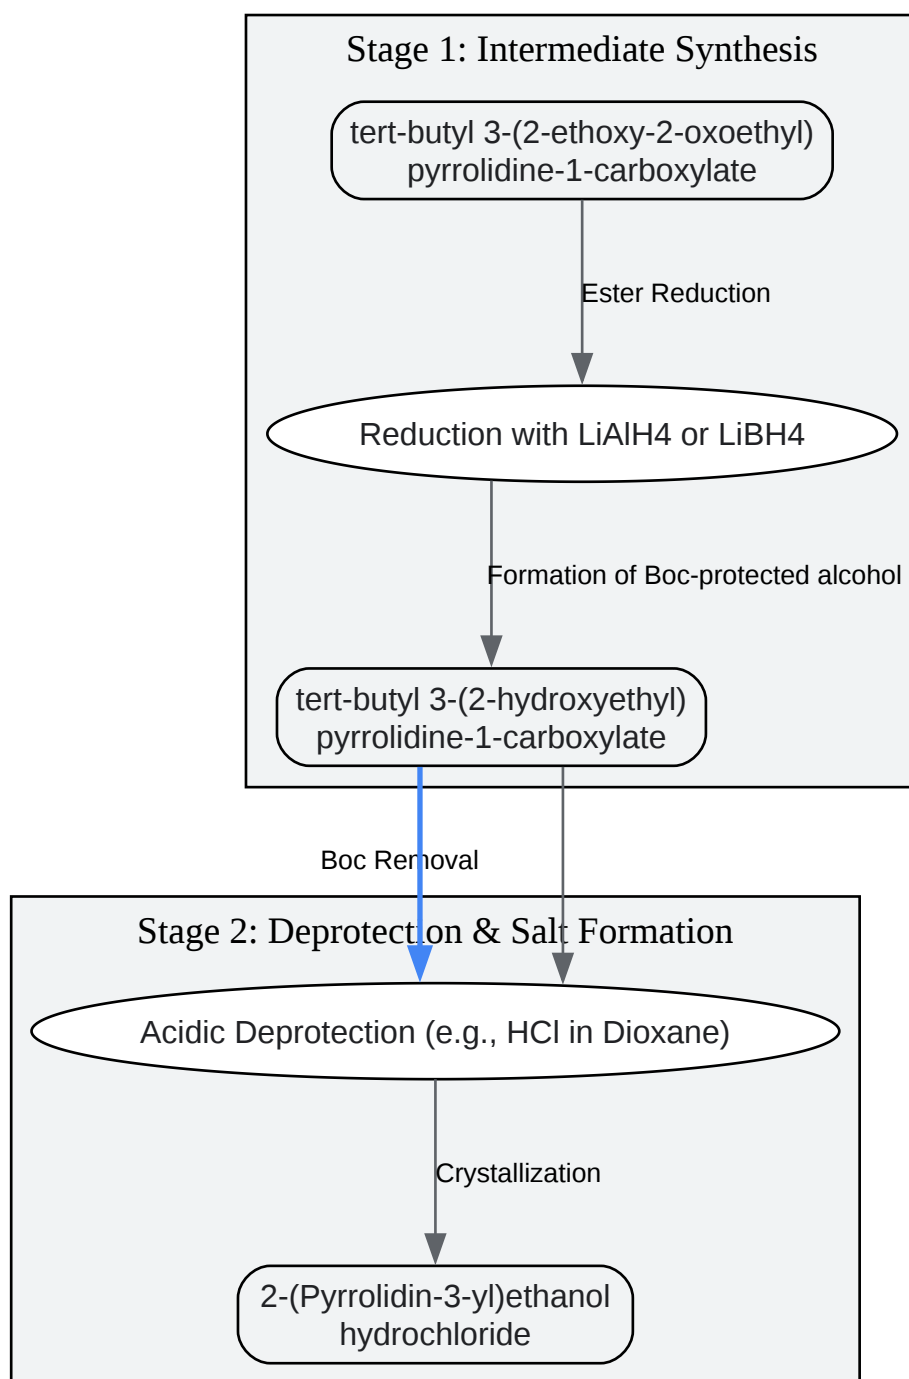 Stage 1: Intermediate Synthesis
tert-butyl 3-(2-ethoxy-2-oxoethyl)
pyrrolidine-1-carboxylate
Ester Reduction
Reduction with LiAlH4 or LiBH4
Formation of Boc-protected alcohol
tert-butyl 3-(2-hydroxyethyl)
pyrrolidine-1-carboxylate
Boc Removal
Stage 2: Deprotection & Salt Formation
Acidic Deprotection (e.g., HCl in Dioxane)
Crystallization
2-(Pyrrolidin-3-yl)ethanol
hydrochloride